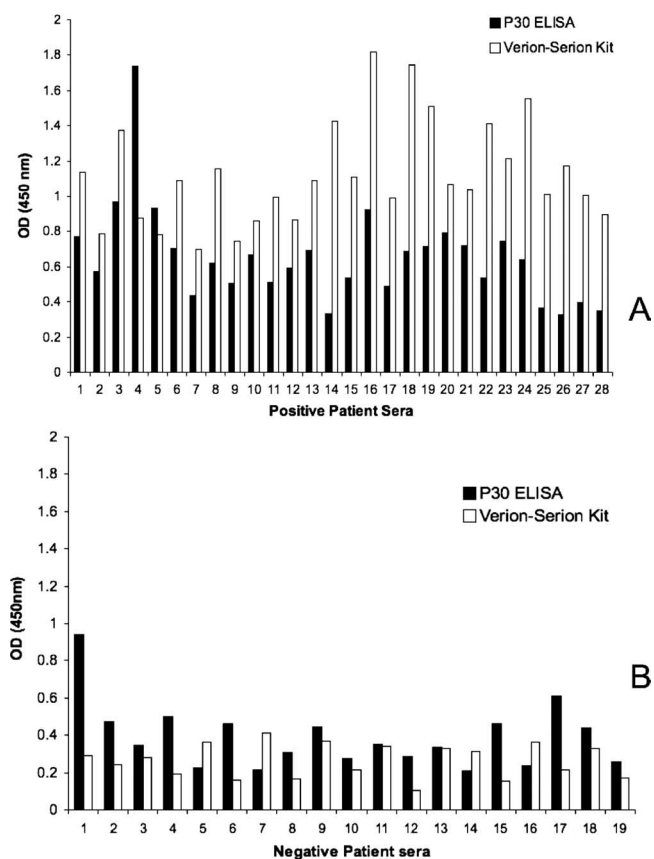 2
■ P30 ELISA
1.8
□ Verion-Serion Kit
1.6
1.4
1.2
1
0.8
0.6
0.4
0.2
0
OD (450 nm)
A
1 2 3 4 5 6 7 8 9 10 11 12 13 14 15 16 17 18 19 20 21 22 23 24 25 26 27 28
Positive Patient Sera
2
1.8
■ P30 ELISA
□ Verion-Serion Kit
1.6
1.4
1.2
1
0.8
0.6
0.4
0.2
0
OD (450nm)
B
1 2 3 4 5 6 7 8 9 10 11 12 13 14 15 16 17 18 19
Negative Patient sera